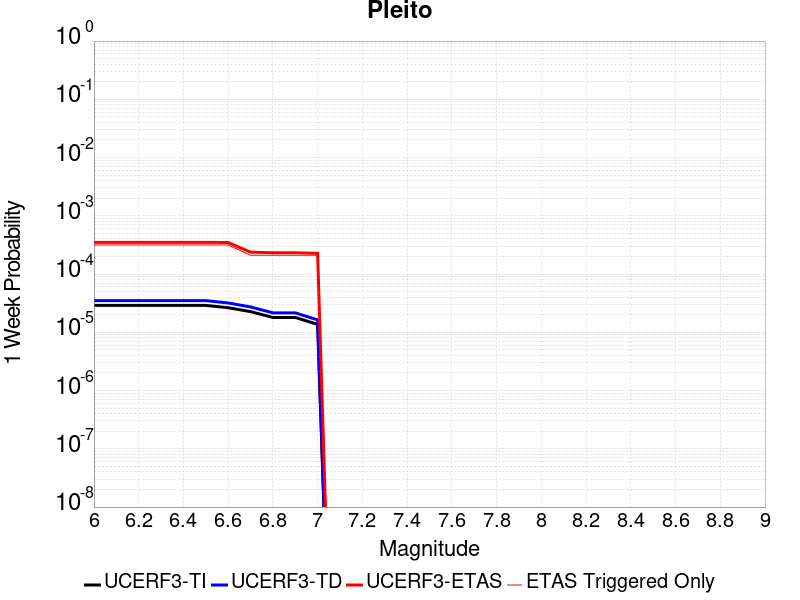 Pleito
10^0
10^-1
10^-2
10^-3
10^-4
10^-5
10^-6
10^-7
10^-8
1 Week Probability
6 6.2 6.4 6.6 6.8 7 7.2 7.4 7.6 7.8 8 8.2 8.4 8.6 8.8 9
Magnitude
UCERF3-TI UCERF3-TD UCERF3-ETAS ETAS Triggered Only